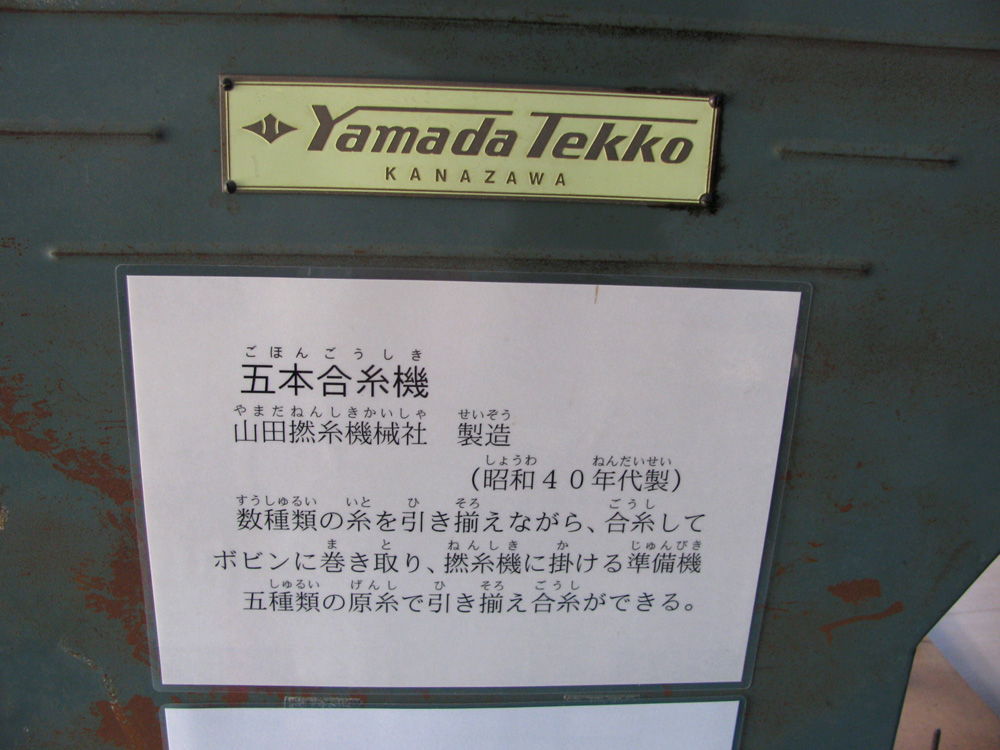 Yamada Tekko
KANAZAWA
ごほんごうしき
五本合糸機
やまだねんしきかいしゃ せいぞう
山田撚糸機械社 製造
しょうわ ねんだいせい
（昭和４０年代製）
すうしゅるい いと ひ そろ ごうし
数種類の糸を引き揃えながら、合糸して
ま と ねんしき か じゅんびき
ボビンに巻き取り、撚糸機に掛ける準備機
しゅるい げんし ひ そろ ごうし
五種類の原糸で引き揃え合糸ができる。